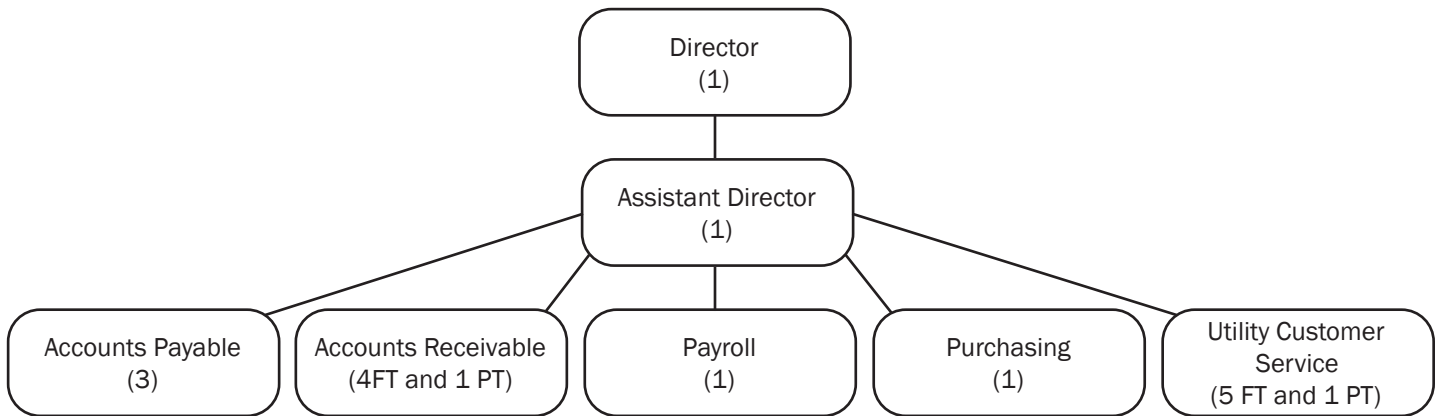 Director
(1)
Assistant Director
(1)
Accounts Payable
(3)
Accounts Receivable
(4FT and 1 PT)
Payroll
(1)
Purchasing
(1)
Utility Customer
Service
(5 FT and 1 PT)